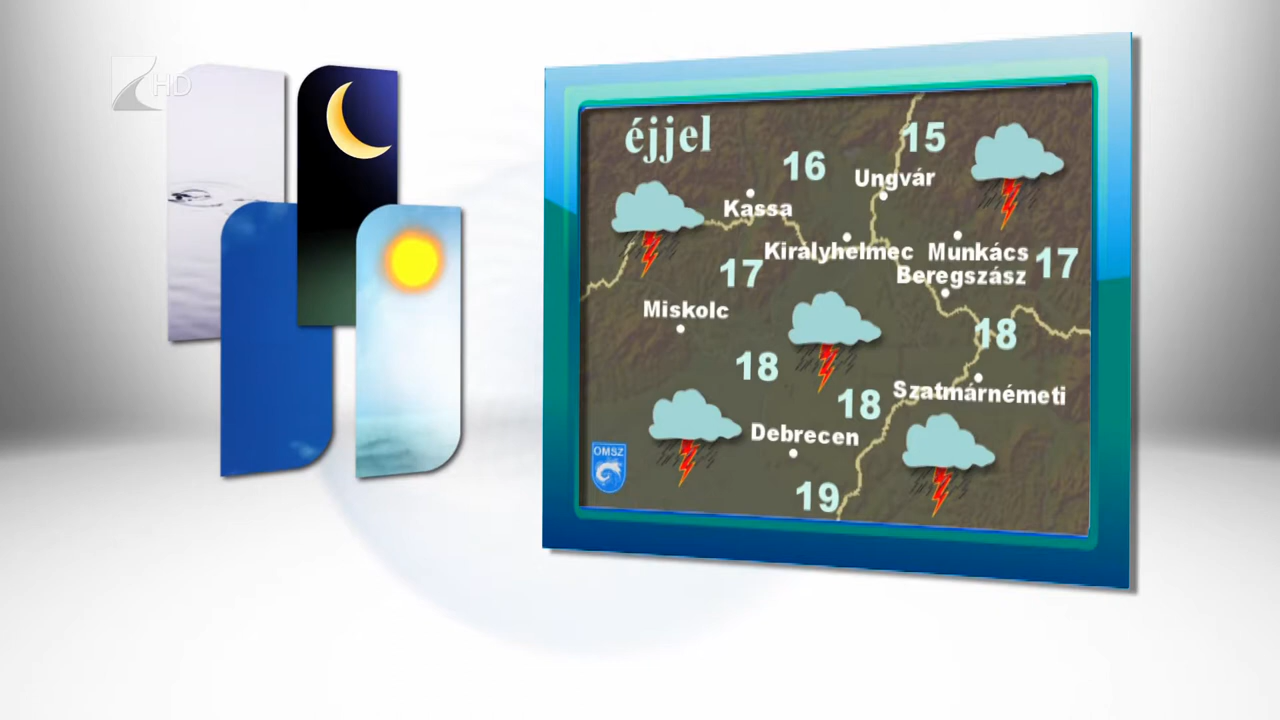 HD
éjjel
15
16
Ungvár
Kassa
Királyhelmec
Munkács
17
17
Beregszász
Miskolc
18
18
Szatmárnémeti
18
Debrecen
OMSZ
19